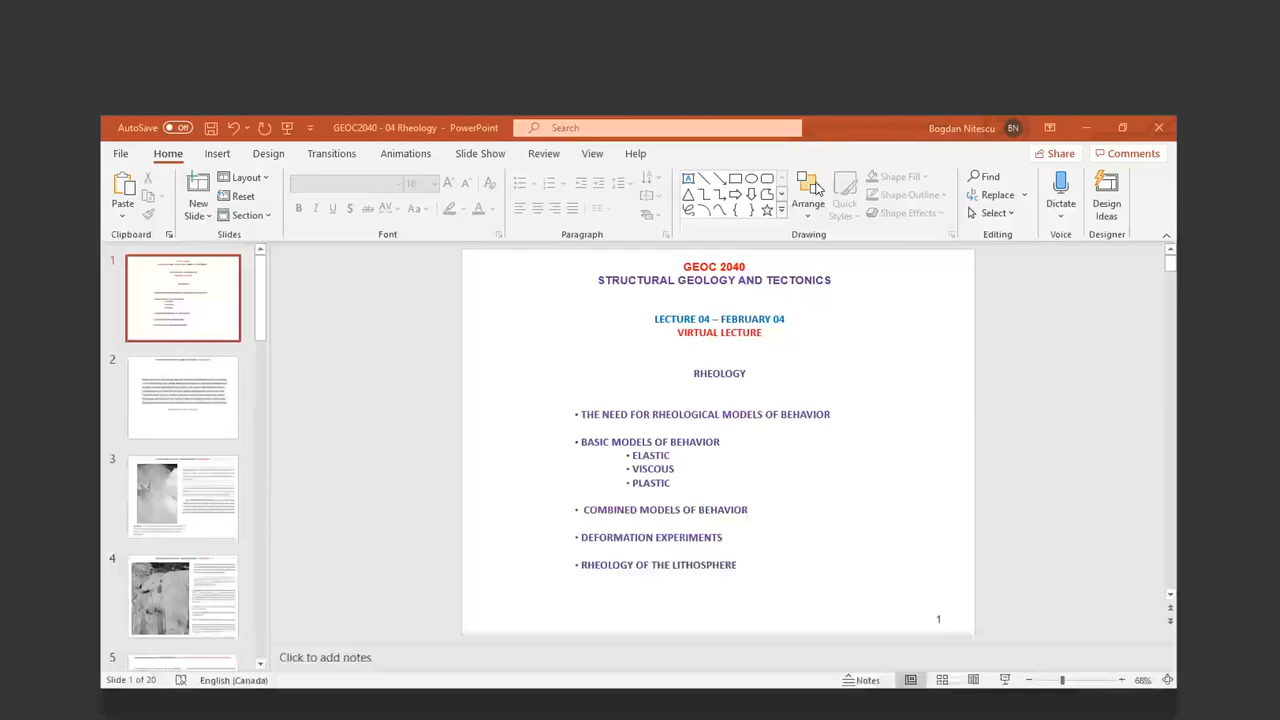 AutoSave Off GEOC2040 - 04 Rheology - PowerPoint Search Bogdan Nitescu BN
File Home Insert Design Transitions Animations Slide Show Review View Help Share Comments
Paste
New Slide
Layout
Reset
Section
16
Arrange
Quick Styles
Shape Fill
Shape Outline
Shape Effects
Find
Replace
Select
Dictate
Design Ideas
Clipboard Slides Font Paragraph Drawing Editing Voice Designer
1
2
3
4
5
GEOC 2040
STRUCTURAL GEOLOGY AND TECTONICS
LECTURE 04 – FEBRUARY 04
VIRTUAL LECTURE
RHEOLOGY
• THE NEED FOR RHEOLOGICAL MODELS OF BEHAVIOR
• BASIC MODELS OF BEHAVIOR
• ELASTIC
• VISCOUS
• PLASTIC
• COMBINED MODELS OF BEHAVIOR
• DEFORMATION EXPERIMENTS
• RHEOLOGY OF THE LITHOSPHERE
1
Click to add notes
Slide 1 of 20 English (Canada) Notes 68%